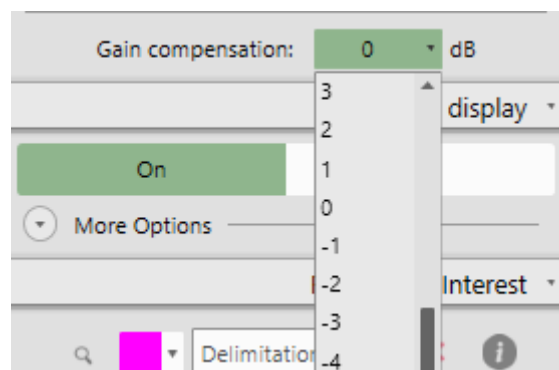 Gain compensation: 0 dB
3
display
2
On
1
More Options
0
-1
-2
Interest
-3
Delimitation
-4